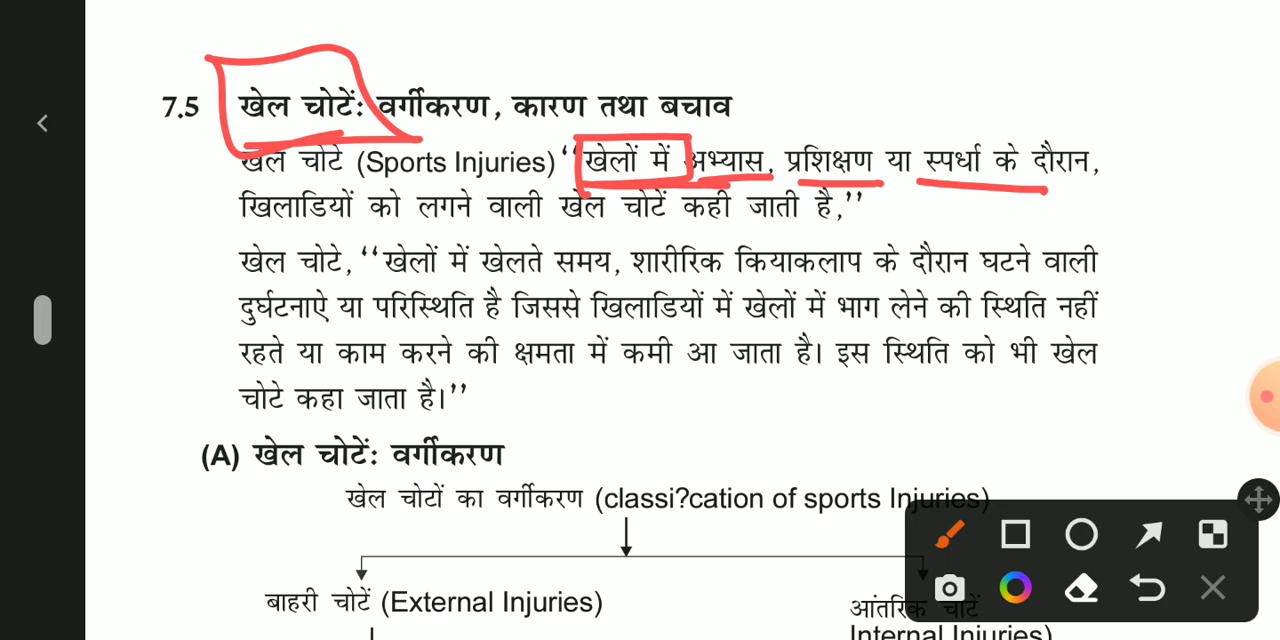 7.5 खेल चोटेंः वर्गीकरण, कारण तथा बचाव
खेल चोटे (Sports Injuries) ‘‘खेलों में अभ्यास, प्रशिक्षण या स्पर्धा के दौरान,
खिलाडियों को लगने वाली खेल चोटें कही जाती है,’’
खेल चोटे, ‘‘खेलों में खेलते समय, शारीरिक कियाकलाप के दौरान घटने वाली
दुर्घटनाऐ या परिस्थिति है जिससे खिलाडियों में खेलों में भाग लेने की स्थिति नहीं
रहते या काम करने की क्षमता में कमी आ जाता है। इस स्थिति को भी खेल
चोटे कहा जाता है।’’
(A) खेल चोटेंः वर्गीकरण
खेल चोटों का वर्गीकरण (classi?cation of sports Injuries)
बाहरी चोटें (External Injuries)
आंतरिक चाटें
Internal Injuries)